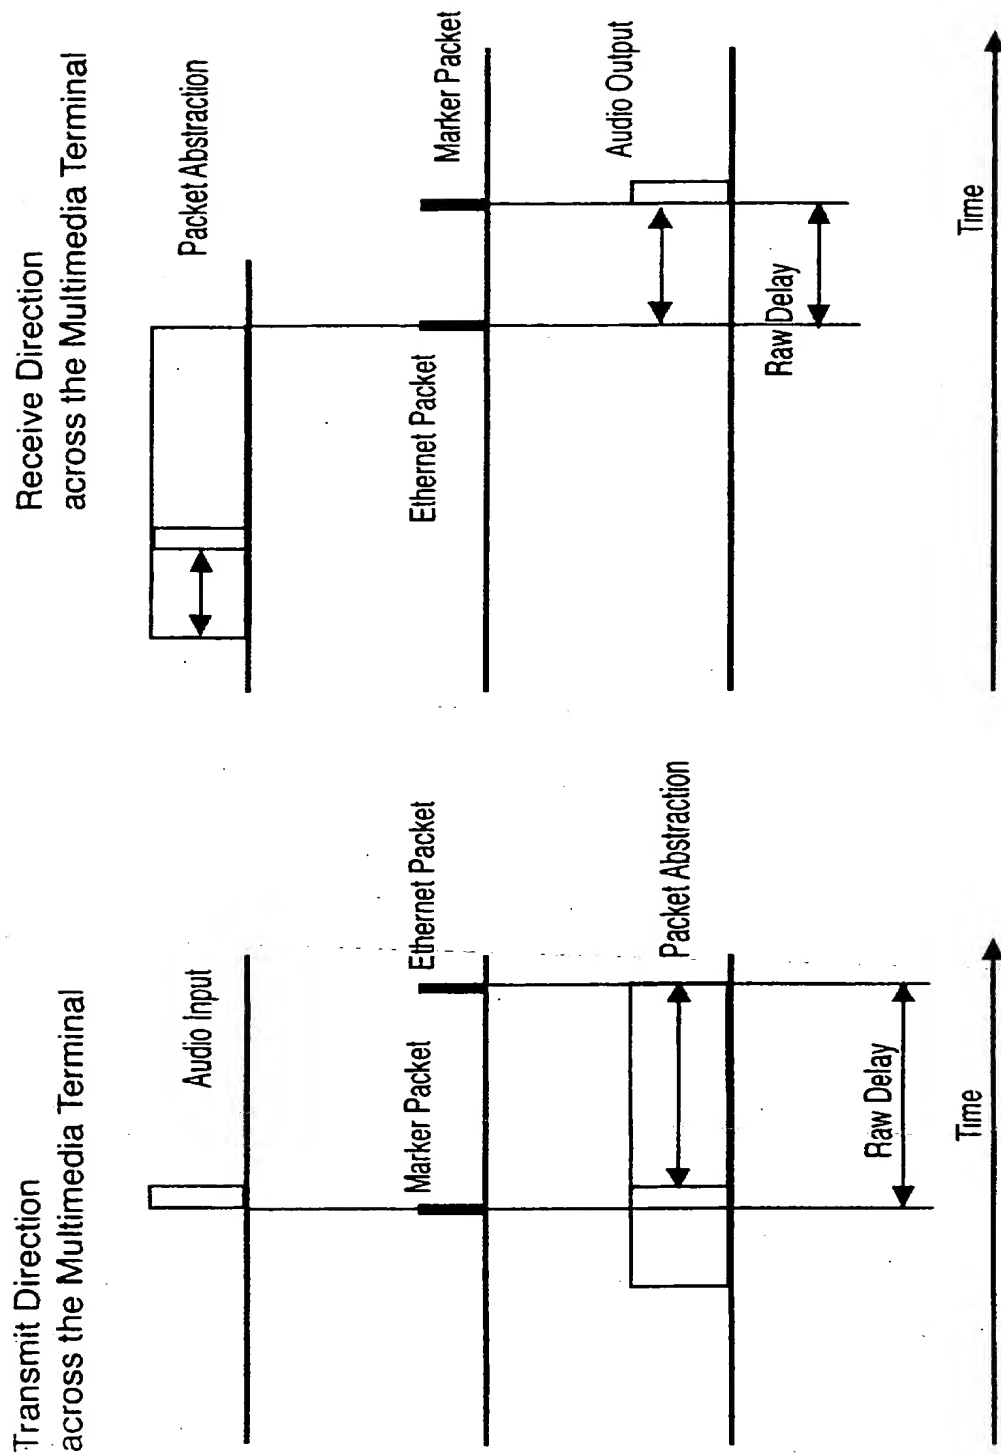 Transmit Direction
across the Multimedia Terminal
Audio Input
Marker Packet
Ethernet Packet
Packet Abstraction
Raw Delay
Time
Receive Direction
across the Multimedia Terminal
Packet Abstraction
Ethernet Packet
Marker Packet
Audio Output
Raw Delay
Time